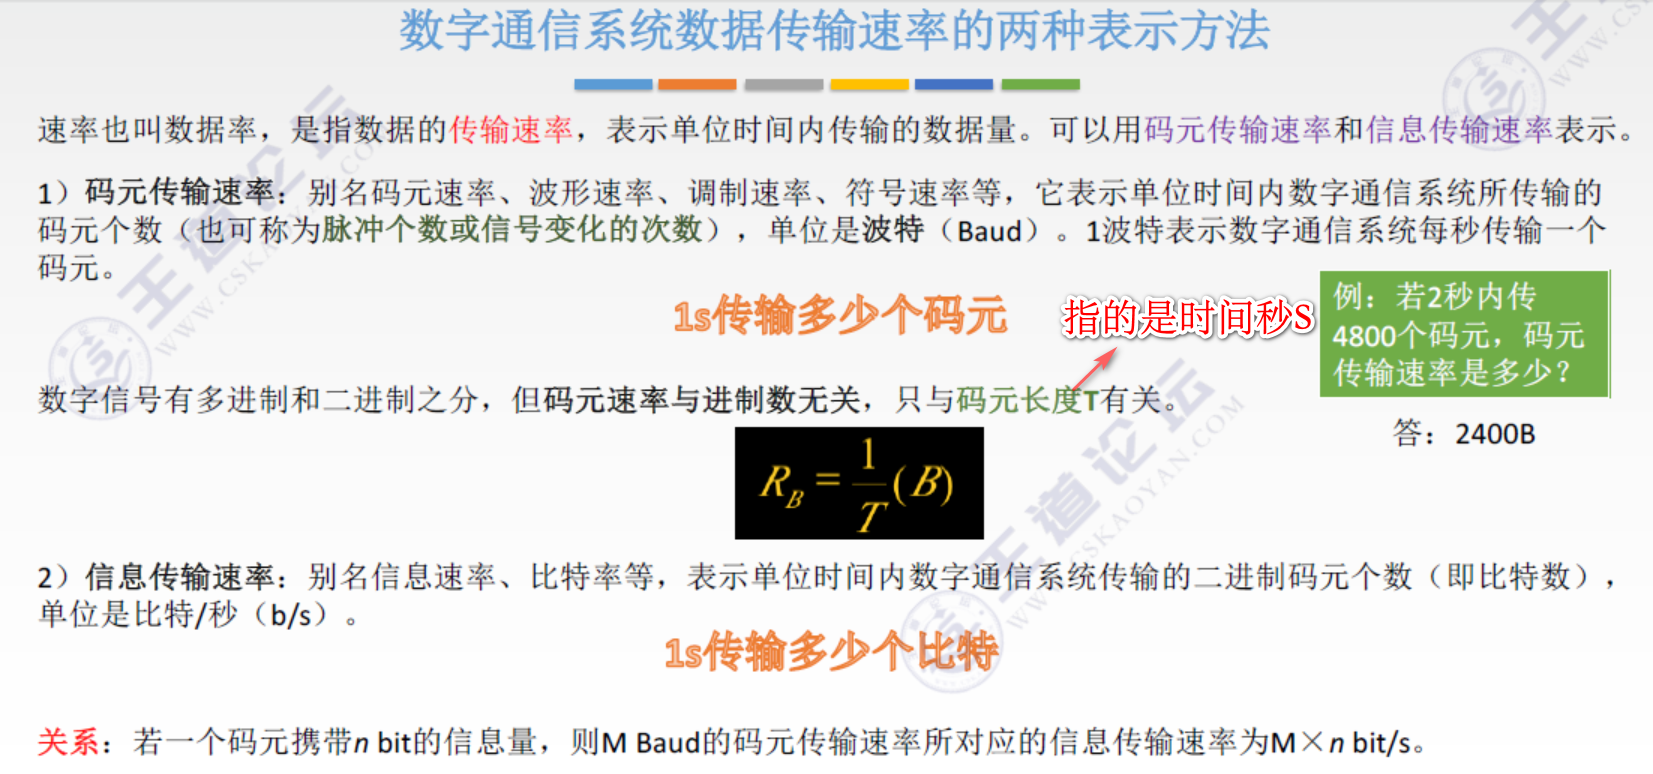 数字通信系统数据传输速率的两种表示方法
速率也叫数据率，是指数据的传输速率，表示单位时间内传输的数据量。可以用码元传输速率和信息传输速率表示。
1）码元传输速率：别名码元速率、波形速率、调制速率、符号速率等，它表示单位时间内数字通信系统所传输的
码元个数（也可称为脉冲个数或信号变化的次数），单位是波特（Baud）。1波特表示数字通信系统每秒传输一个
码元。
1s传输多少个码元
指的是时间秒S
例：若2秒内传
4800个码元，码元
传输速率是多少？
数字信号有多进制和二进制之分，但码元速率与进制数无关，只与码元长度T有关。
答：2400B
R_B = 1/T (B)
2）信息传输速率：别名信息速率、比特率等，表示单位时间内数字通信系统传输的二进制码元个数（即比特数），
单位是比特/秒（b/s）。
1s传输多少个比特
关系：若一个码元携带n bit的信息量，则M Baud的码元传输速率所对应的信息传输速率为M×n bit/s。
王道论坛
WWW.CSKAOYAN.COM
王道论坛
WWW.CSKAOYAN.COM